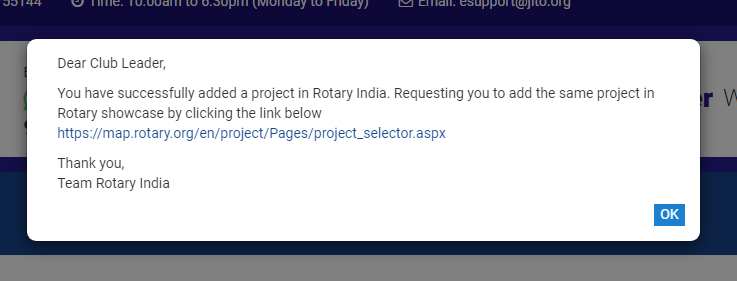 55144 Time: 10.00am to 6.30pm (Monday to Friday) Email: esupport@jito.org
Dear Club Leader,
You have successfully added a project in Rotary India. Requesting you to add the same project in
Rotary showcase by clicking the link below
https://map.rotary.org/en/project/Pages/project_selector.aspx
Thank you,
Team Rotary India
OK